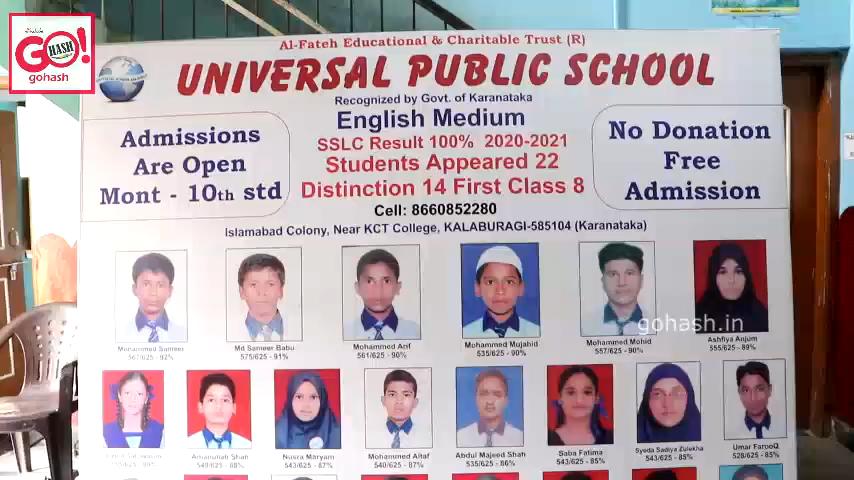 GO!
HASH
gohash
Al-Fateh Educational & Charitable Trust (R)
UNIVERSAL PUBLIC SCHOOL
Recognized by Govt. of Karanataka
English Medium
SSLC Result 100% 2020-2021
Students Appeared 22
Distinction 14 First Class 8
Cell: 8660852280
Admissions
Are Open
Mont - 10th std
No Donation
Free
Admission
Islamabad Colony, Near KCT College, KALABURAGI-585104 (Karanataka)
Mohammed Sameer
567/625 - 92%
Md Sameer Babu
575/625 - 91%
Mohammed Arif
561/625 - 90%
Mohammed Mujahid
535/625 - 90%
Mohammed Mohid
557/625 - 90%
Ashfiya Anjum
555/625 - 89%
gohash.in
Amanullah Shah
549/625 - 88%
Nusra Maryam
543/625 - 87%
Mohammed Altaf
540/625 - 87%
Abdul Majeed Shah
535/625 - 86%
Saba Fatima
543/625 - 85%
Syeda Sadiya Zulekha
543/625 - 85%
Umar FarooQ
528/625 - 85%